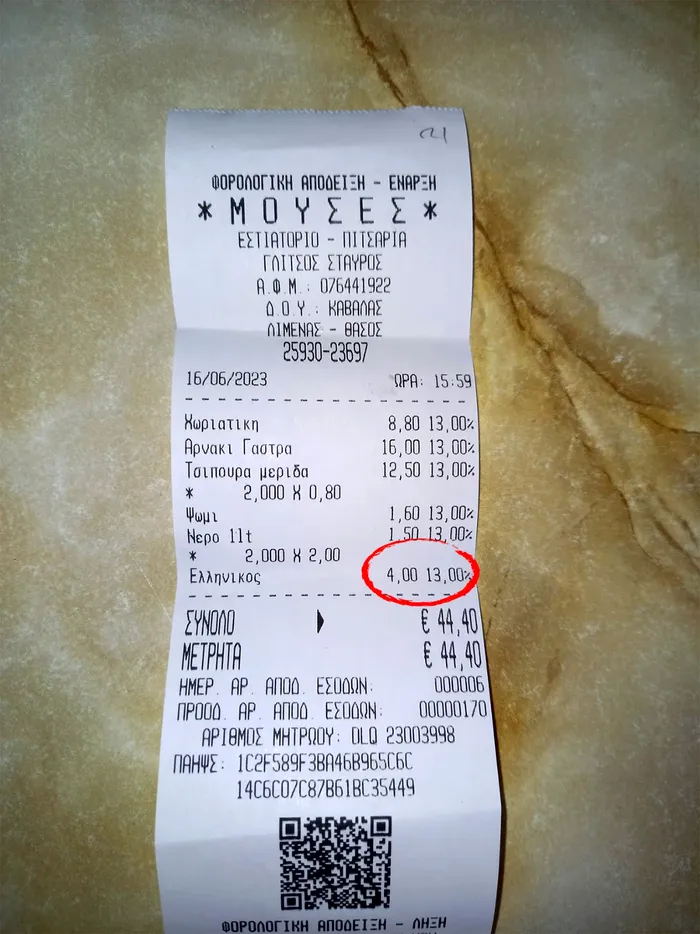 ΦΟΡΟΛΟΓΙΚΗ ΑΠΟΔΕΙΞΗ - ΕΝΑΡΞΗ
* ΜΟΥΣΕΣ *
ΕΣΤΙΑΤΟΡΙΟ - ΠΙΤΣΑΡΙΑ
ΓΛΙΤΣΟΣ ΣΤΑΥΡΟΣ
Α.Φ.Μ.: 076441922
Δ.Ο.Υ.: ΚΑΒΑΛΑΣ
ΛΙΜΕΝΑΣ - ΘΑΣΟΣ
25930-23697
16/06/2023 ΩΡΑ: 15:59
Χωριατικη 8,80 13,00%
Αρνακι Γαστρα 16,00 13,00%
Τσιπουρα μεριδα 12,50 13,00%
* 2,000 X 0,80
Ψωμι 1,60 13,00%
Νερο 1lt 1,50 13,00%
* 2,000 X 2,00
Ελληνικος 4,00 13,00%
ΣΥΝΟΛΟ € 44,40
ΜΕΤΡΗΤΑ € 44,40
ΗΜΕΡ. ΑΡ. ΑΠΟΔ. ΕΣΟΔΩΝ: 000006
ΠΡΟΟΔ. ΑΡ. ΑΠΟΔ. ΕΣΟΔΩΝ: 00000170
ΑΡΙΘΜΟΣ ΜΗΤΡΩΟΥ: DLQ 23003998
ΠΑΗΨΣ: 1C2F589F3BA46B965C6C
14C6C07C87B61BC35449
ΦΟΡΟΛΟΓΙΚΗ ΑΠΟΔΕΙΞΗ - ΛΗΞΗ